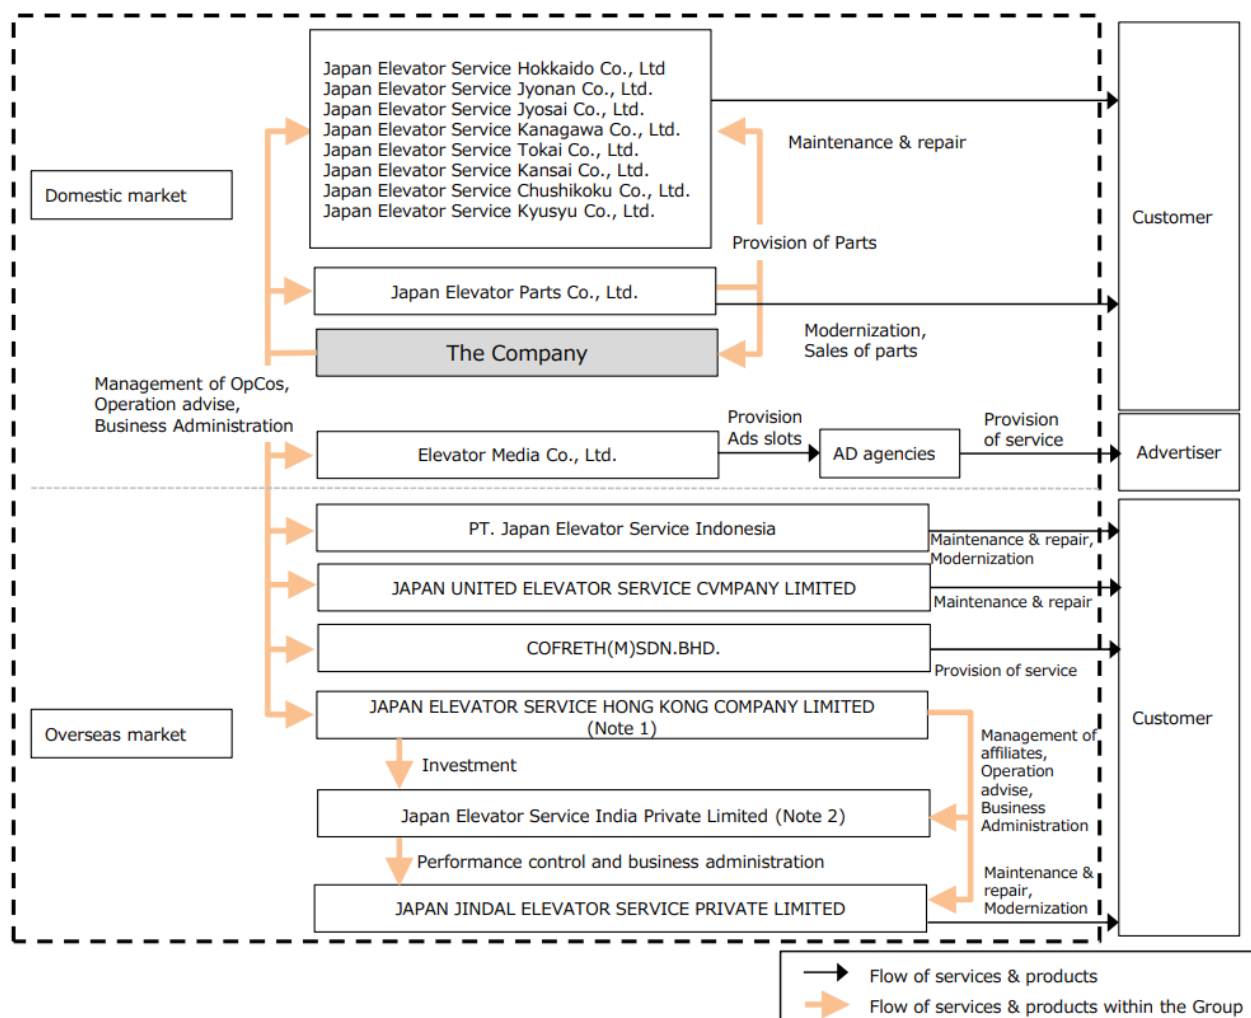 Japan Elevator Service Hokkaido Co., Ltd
Japan Elevator Service Jyonan Co., Ltd.
Japan Elevator Service Jyosai Co., Ltd.
Japan Elevator Service Kanagawa Co., Ltd.
Japan Elevator Service Tokai Co., Ltd.
Japan Elevator Service Kansai Co., Ltd.
Japan Elevator Service Chushikoku Co., Ltd.
Japan Elevator Service Kyusyu Co., Ltd.
Maintenance & repair
Domestic market
Customer
Provision of Parts
Japan Elevator Parts Co., Ltd.
Modernization,
Sales of parts
The Company
Management of OpCos,
Operation advise,
Business Administration
Elevator Media Co., Ltd.
Provision
Ads slots
AD agencies
Provision
of service
Advertiser
PT. Japan Elevator Service Indonesia
Maintenance & repair,
Modernization
JAPAN UNITED ELEVATOR SERVICE CVMPANY LIMITED
Maintenance & repair
COFRETH(M)SDN.BHD.
Provision of service
Overseas market
JAPAN ELEVATOR SERVICE HONG KONG COMPANY LIMITED
(Note 1)
Customer
Investment
Management of
affiliates,
Operation
advise,
Business
Administration
Japan Elevator Service India Private Limited (Note 2)
Performance control and business administration
JAPAN JINDAL ELEVATOR SERVICE PRIVATE LIMITED
Maintenance &
repair,
Modernization
Flow of services & products
Flow of services & products within the Group